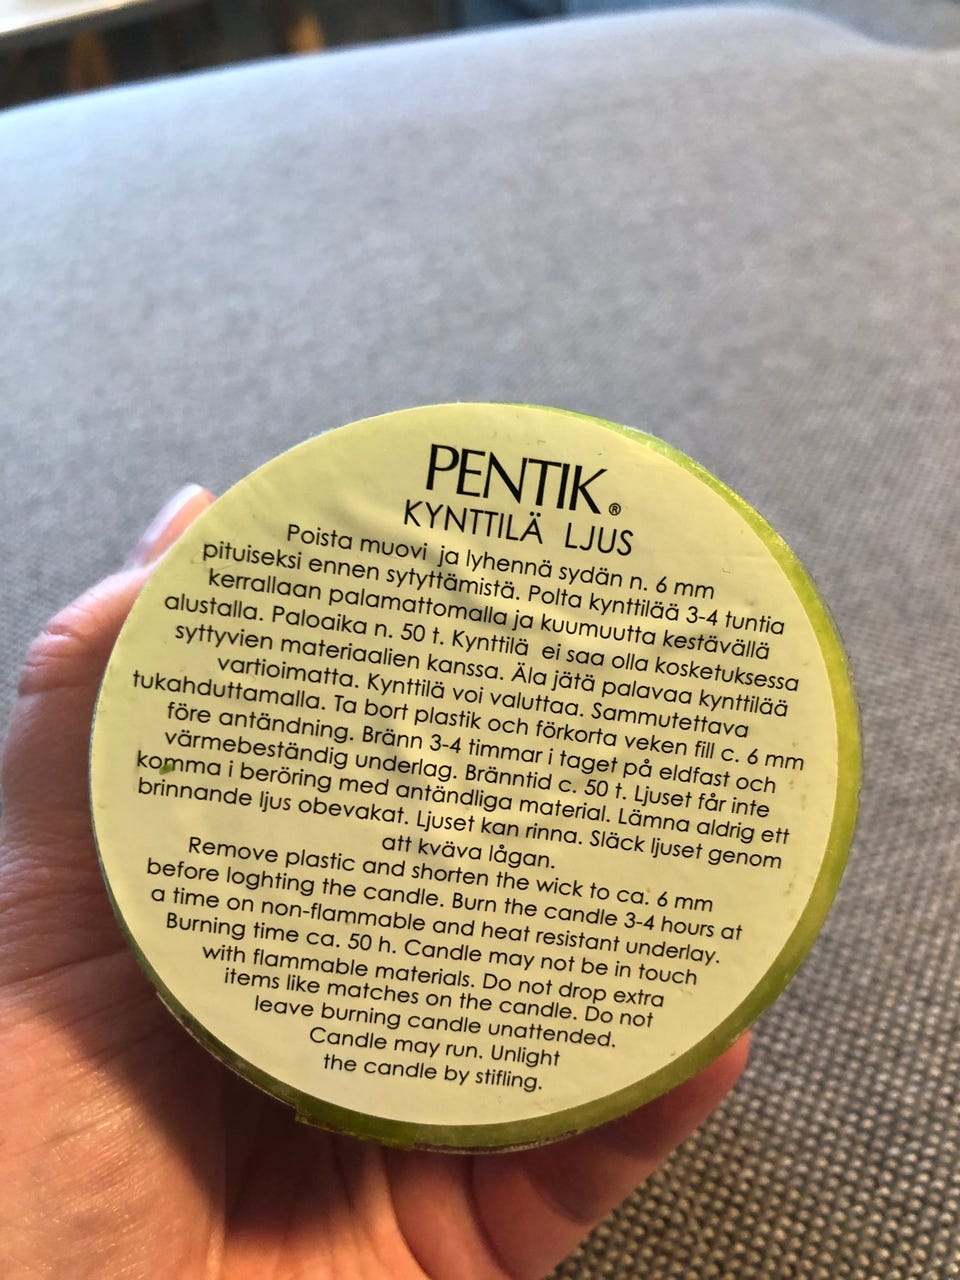 PENTIK®
KYNTTILÄ LJUS
Poista muovi ja lyhennä sydän n. 6 mm
pituiseksi ennen sytyttämistä. Polta kynttilää 3-4 tuntia
kerrallaan palamattomalla ja kuumuutta kestävällä
alustalla. Paloaika n. 50 t. Kynttilä ei saa olla kosketuksessa
syttyvien materiaalien kanssa. Äla jätä palavaa kynttilää
vartioimatta. Kynttilä voi valuttaa. Sammutettava
tukahduttamalla. Ta bort plastik och förkorta veken fill c. 6 mm
före antändning. Bränn 3-4 timmar i taget på eldfast och
värmebeständig underlag. Bränntid c. 50 t. Ljuset får inte
komma i beröring med antändliga material. Lämna aldrig ett
brinnande ljus obevakat. Ljuset kan rinna. Släck ljuset genom
att kväva lågan.
Remove plastic and shorten the wick to ca. 6 mm
before loghting the candle. Burn the candle 3-4 hours at
a time on non-flammable and heat resistant underlay.
Burning time ca. 50 h. Candle may not be in touch
with flammable materials. Do not drop extra
items like matches on the candle. Do not
leave burning candle unattended.
Candle may run. Unlight
the candle by stifling.